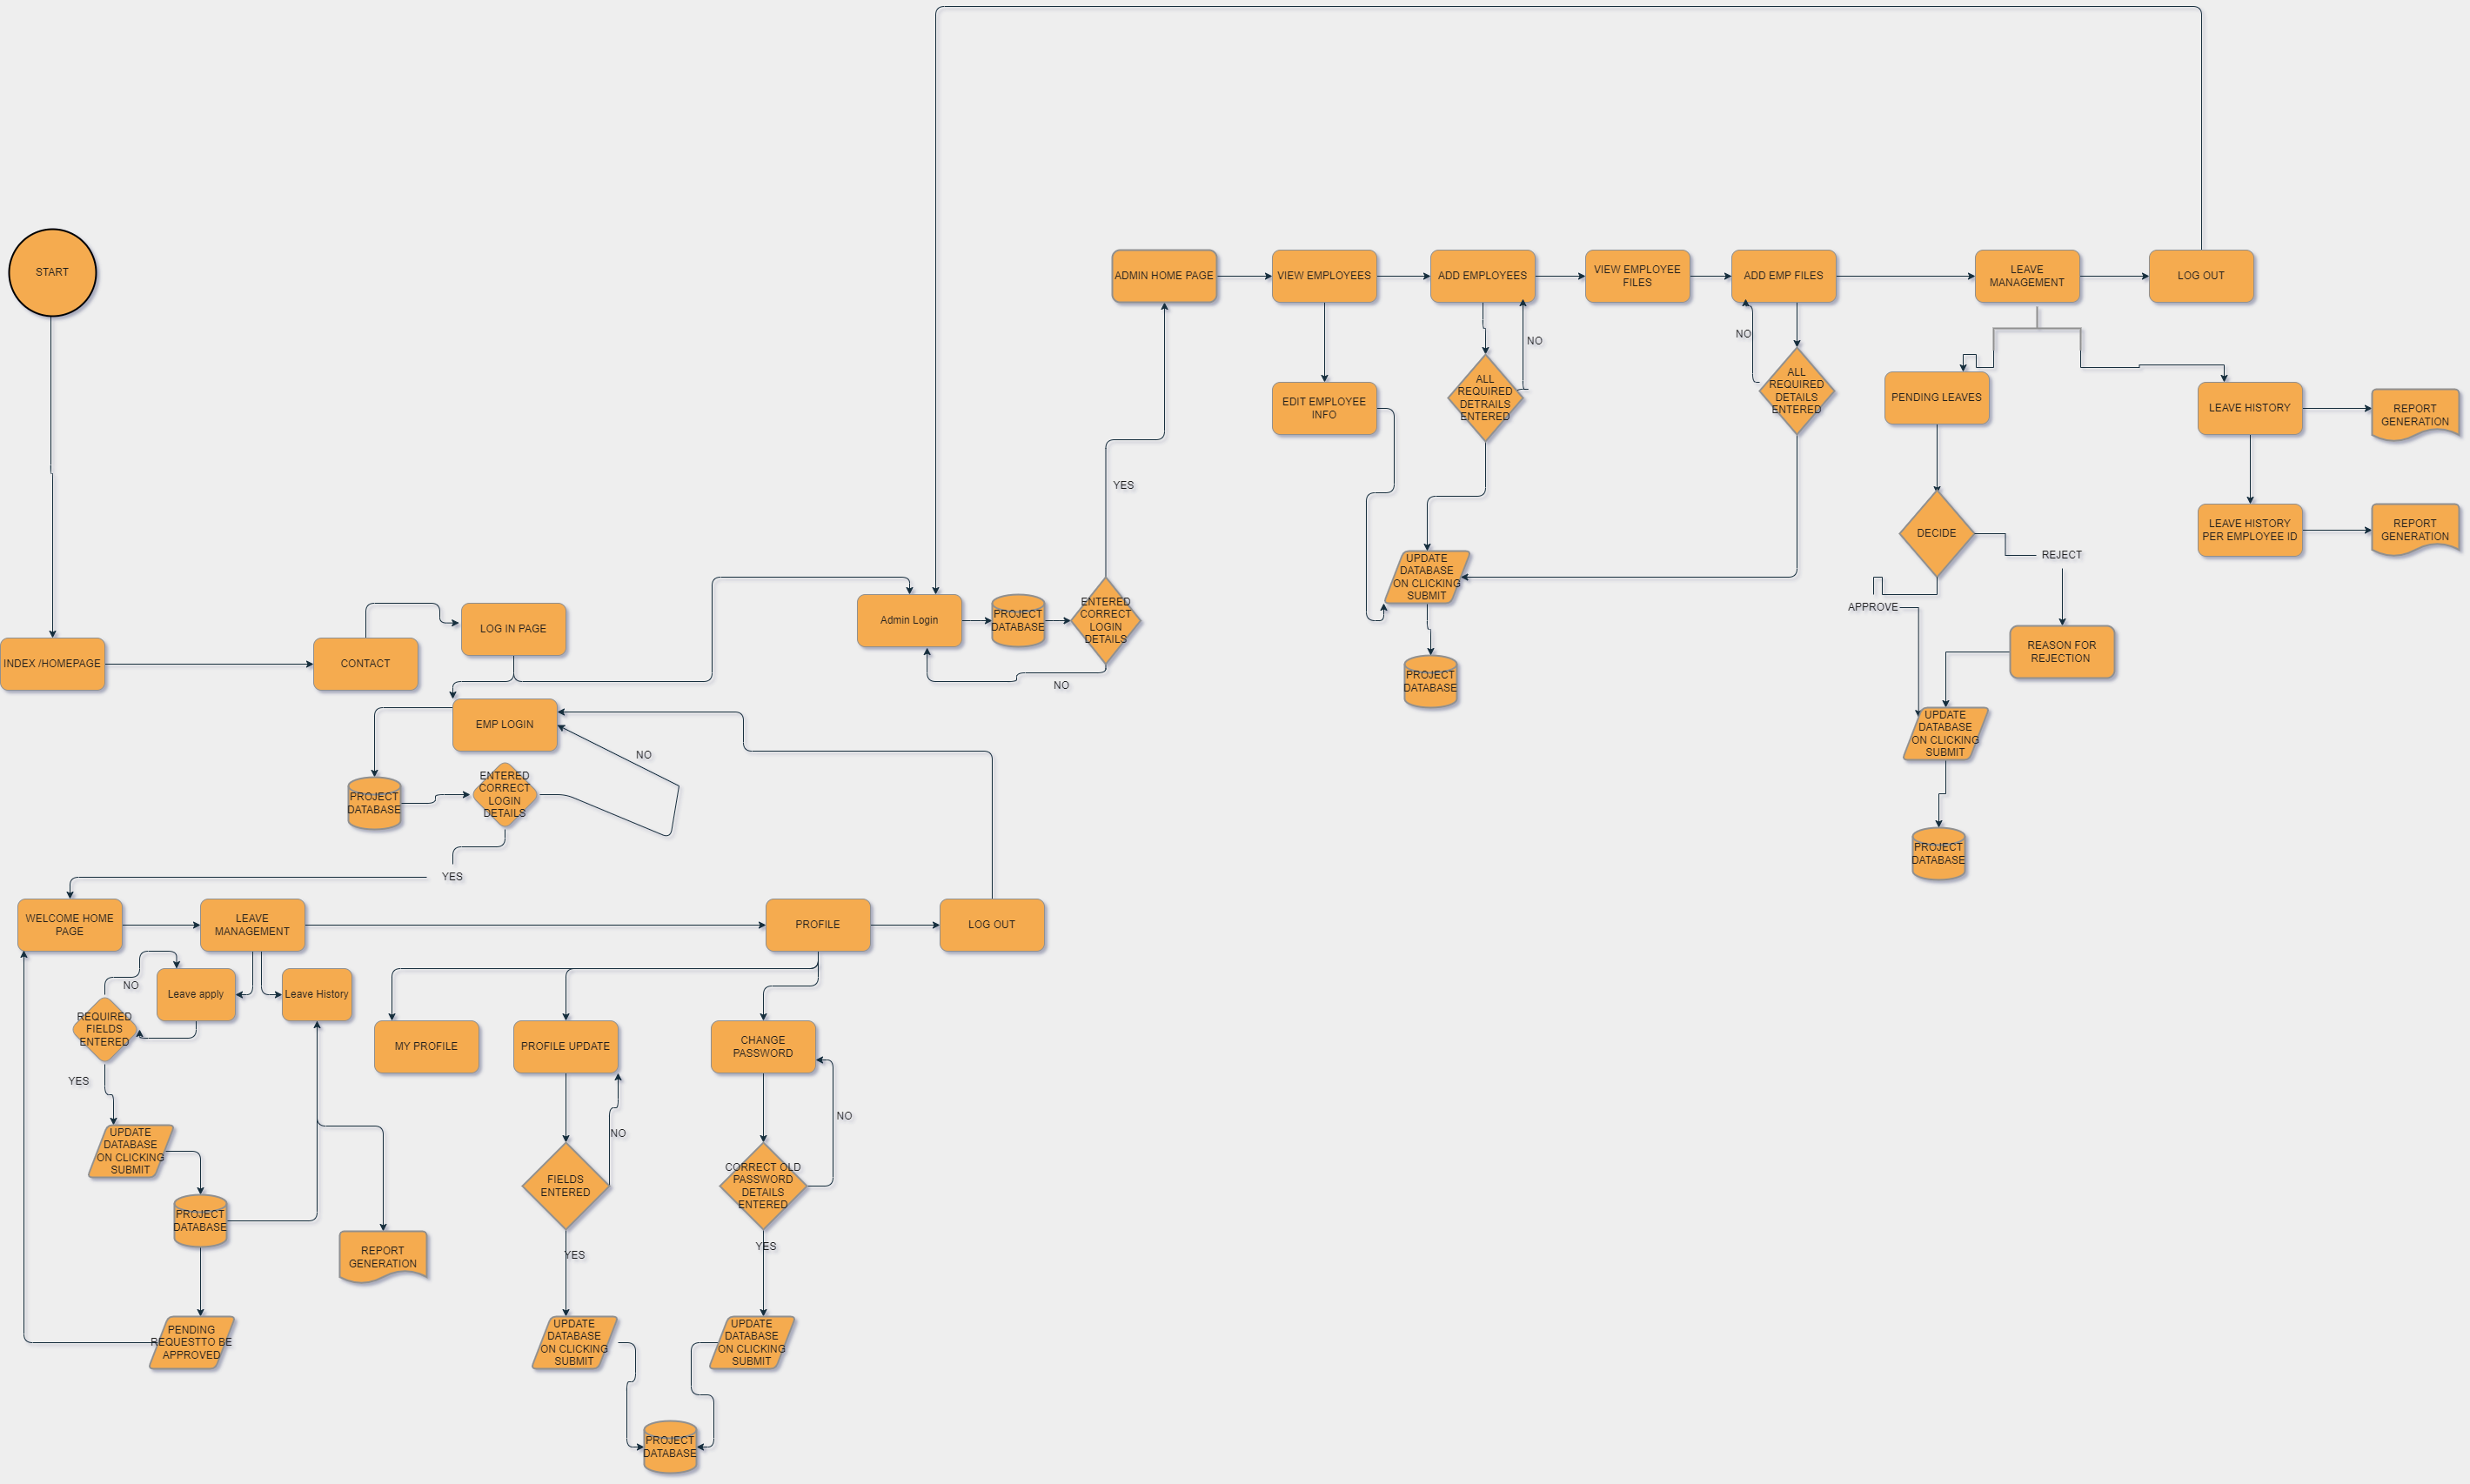 START
ADMIN HOME PAGE
VIEW EMPLOYEES
ADD EMPLOYEES
VIEW EMPLOYEE
FILES
ADD EMP FILES
LEAVE
MANAGEMENT
LOG OUT
NO
NO
EDIT EMPLOYEE
INFO
ALL
REQUIRED
DETRAILS
ENTERED
ALL
REQUIRED
DETAILS
ENTERED
PENDING LEAVES
LEAVE HISTORY
REPORT
GENERATION
YES
DECIDE
REJECT
LEAVE HISTORY
PER EMPLOYEE ID
REPORT
GENERATION
UPDATE
DATABASE
ON CLICKING
SUBMIT
APPROVE
INDEX /HOMEPAGE
CONTACT
LOG IN PAGE
Admin Login
PROJECT
DATABASE
ENTERED
CORRECT
LOGIN
DETAILS
NO
PROJECT
DATABASE
REASON FOR
REJECTION
UPDATE
DATABASE
ON CLICKING
SUBMIT
PROJECT
DATABASE
EMP LOGIN
NO
PROJECT
DATABASE
ENTERED
CORRECT
LOGIN
DETAILS
YES
WELCOME HOME
PAGE
LEAVE
MANAGEMENT
PROFILE
LOG OUT
NO
Leave apply
Leave History
REQUIRED
FIELDS
ENTERED
MY PROFILE
PROFILE UPDATE
CHANGE
PASSWORD
YES
NO
NO
UPDATE
DATABASE
ON CLICKING
SUBMIT
FIELDS
ENTERED
CORRECT OLD
PASSWORD
DETAILS
ENTERED
PROJECT
DATABASE
REPORT
GENERATION
YES
YES
PENDING
REQUESTTO BE
APPROVED
UPDATE
DATABASE
ON CLICKING
SUBMIT
UPDATE
DATABASE
ON CLICKING
SUBMIT
PROJECT
DATABASE